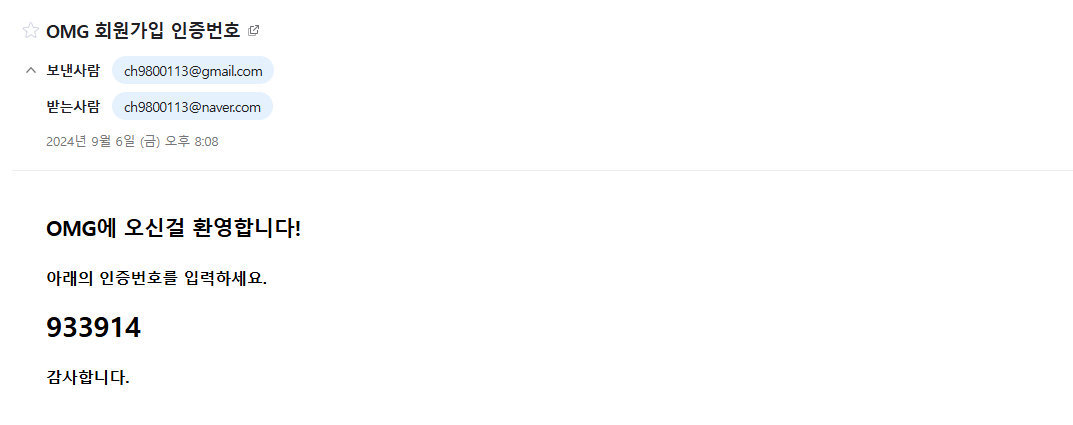 OMG 회원가입 인증번호
보낸사람 ch9800113@gmail.com
받는사람 ch9800113@naver.com
2024년 9월 6일 (금) 오후 8:08
OMG에 오신걸 환영합니다!
아래의 인증번호를 입력하세요.
933914
감사합니다.